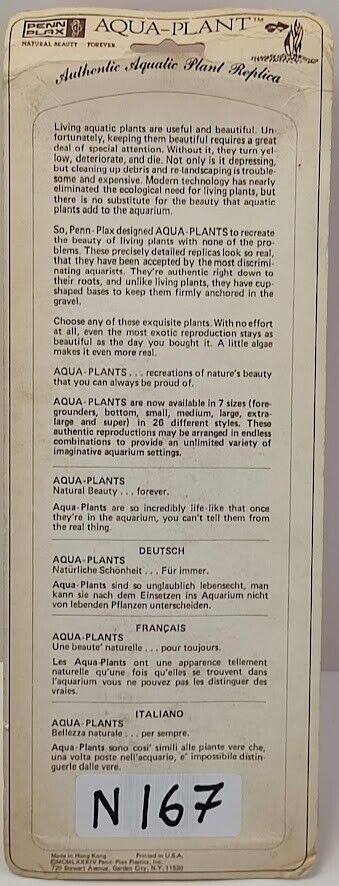 PENN PLAX AQUA-PLANT™
NATURAL BEAUTY FOREVER
Authentic Aquatic Plant Replica
Living aquatic plants are useful and beautiful. Un-
fortunately, keeping them beautiful requires a great
deal of special attention. Without it, they turn yel-
low, deteriorate, and die. Not only is it depressing,
but cleaning up debris and re-landscaping is trouble-
some and expensive. Modern technology has nearly
eliminated the ecological need for living plants, but
there is no substitute for the beauty that aquatic
plants add to the aquarium.
So, Penn-Plax designed AQUA-PLANTS to recreate
the beauty of living plants with none of the pro-
blems. These precisely detailed replicas look so real,
that they have been accepted by the most discrimi-
nating aquarists. They're authentic right down to
their roots, and unlike living plants, they have cup-
shaped bases to keep them firmly anchored in the
gravel.
Choose any of these exquisite plants. With no effort
at all, even the most exotic reproduction stays as
beautiful as the day you bought it. A little algae
makes it even more real.
AQUA-PLANTS . . . recreations of nature's beauty
that you can always be proud of.
AQUA-PLANTS are now available in 7 sizes (fore-
grounders, bottom, small, medium, large, extra-
large and super) in 26 different styles. These
authentic reproductions may be arranged in endless
combinations to provide an unlimited variety of
imaginative aquarium settings.
AQUA-PLANTS
Natural Beauty . . . forever.
Aqua-Plants are so incredibly life-like that once
they're in the aquarium, you can't tell them from
the real thing.
DEUTSCH
AQUA-PLANTS
Natürliche Schönheit . . . Für immer.
Aqua-Plants sind so unglaublich lebensecht, man
kann sie nach dem Einsetzen ins Aquarium nicht
von lebenden Pflanzen unterscheiden.
FRANÇAIS
AQUA-PLANTS
Une beaute' naturelle . . . pour toujours.
Les Aqua-Plants ont une apparence tellement
naturelle qu'une fois qu'elles se trouvent dans
l'aquarium vous ne pouvez pas les distinguer des
vraies.
ITALIANO
AQUA-PLANTS
Bellezza naturale . . . per sempre.
Aqua-Plants sono cosi' simili alle piante vere che,
una volta poste nell'acquario, e' impossibile distin-
guerle dalle vere.
N167
Made in Hong Kong Printed in U.S.A.
©MCMLXXXIV Penn-Plax Plastics, Inc.
720 Stewart Avenue, Garden City, N.Y. 11530